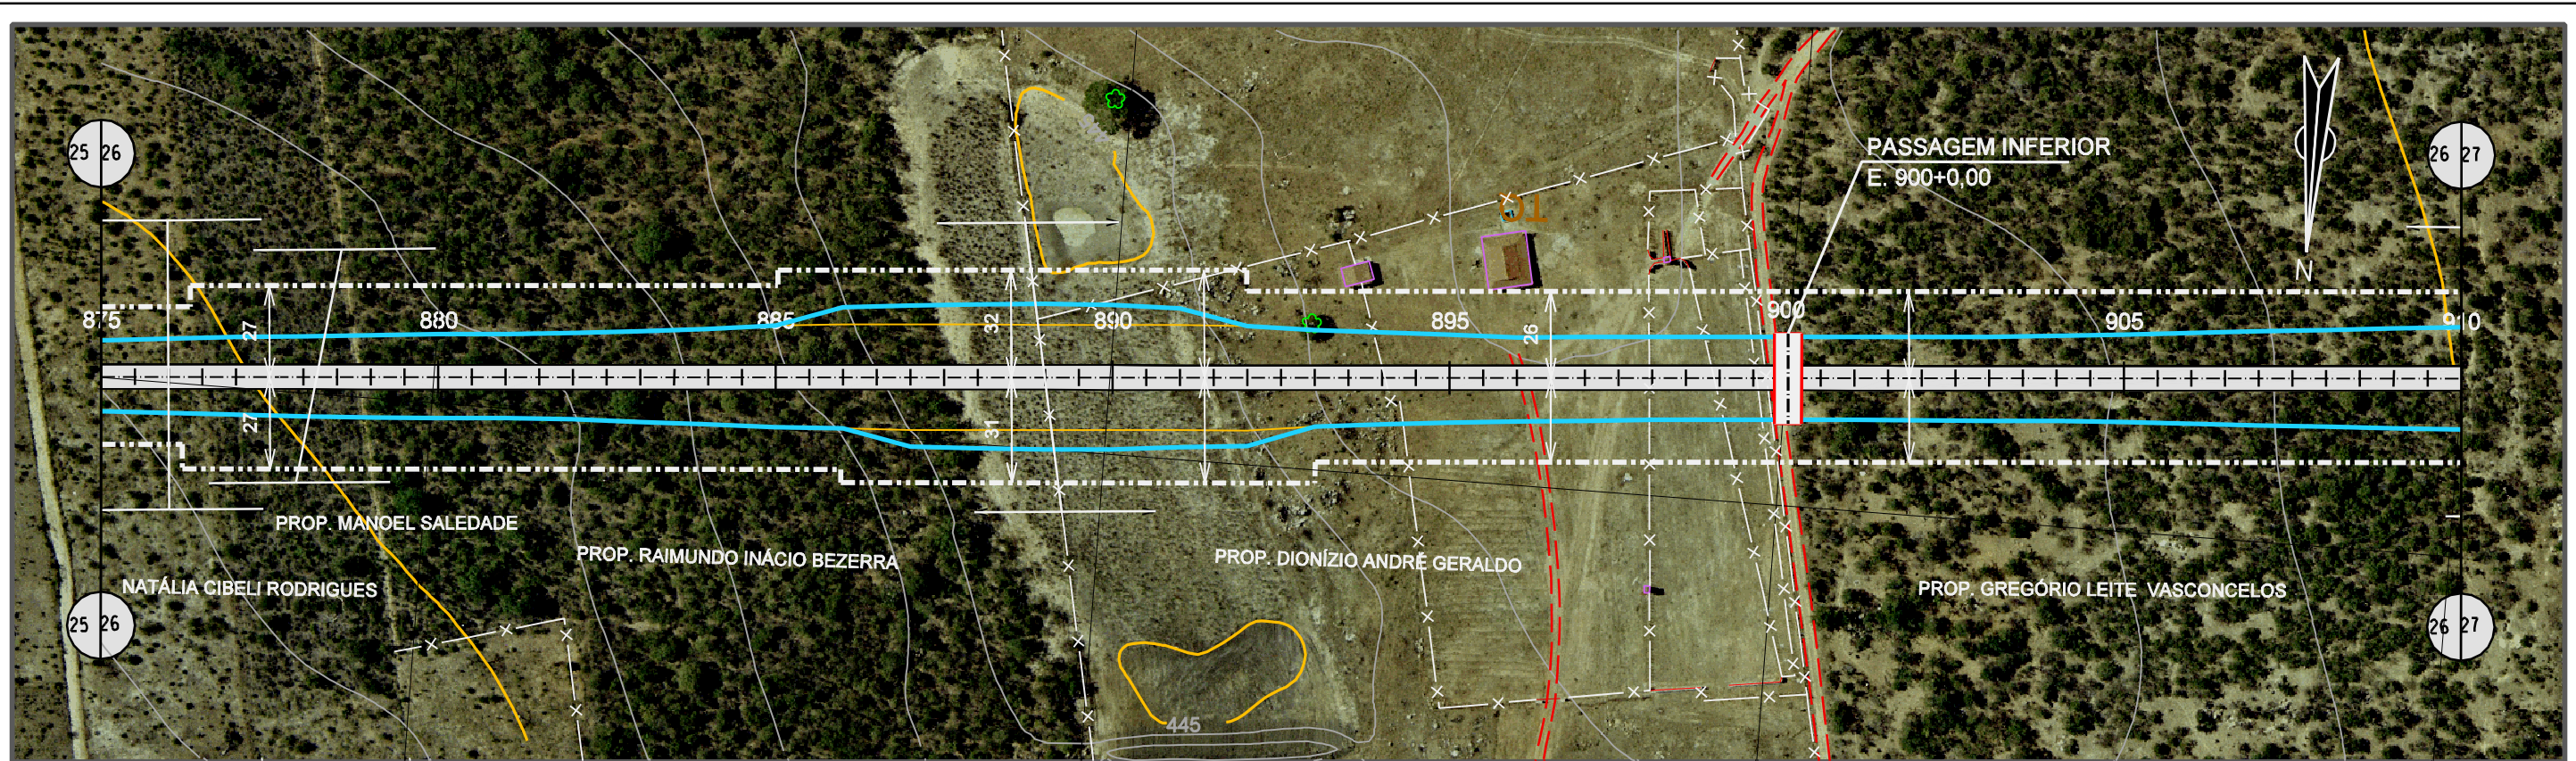 25 26
26 27
PASSAGEM INFERIOR
E. 900+0,00
N
875
880
885
890
895
900
905
910
27
32
26
27
31
PROP. MANOEL SALEDADE
PROP. RAIMUNDO INÁCIO BEZERRA
PROP. DIONÍZIO ANDRÉ GERALDO
NATÁLIA CIBELI RODRIGUES
PROP. GREGÓRIO LEITE VASCONCELOS
25 26
26 27
445